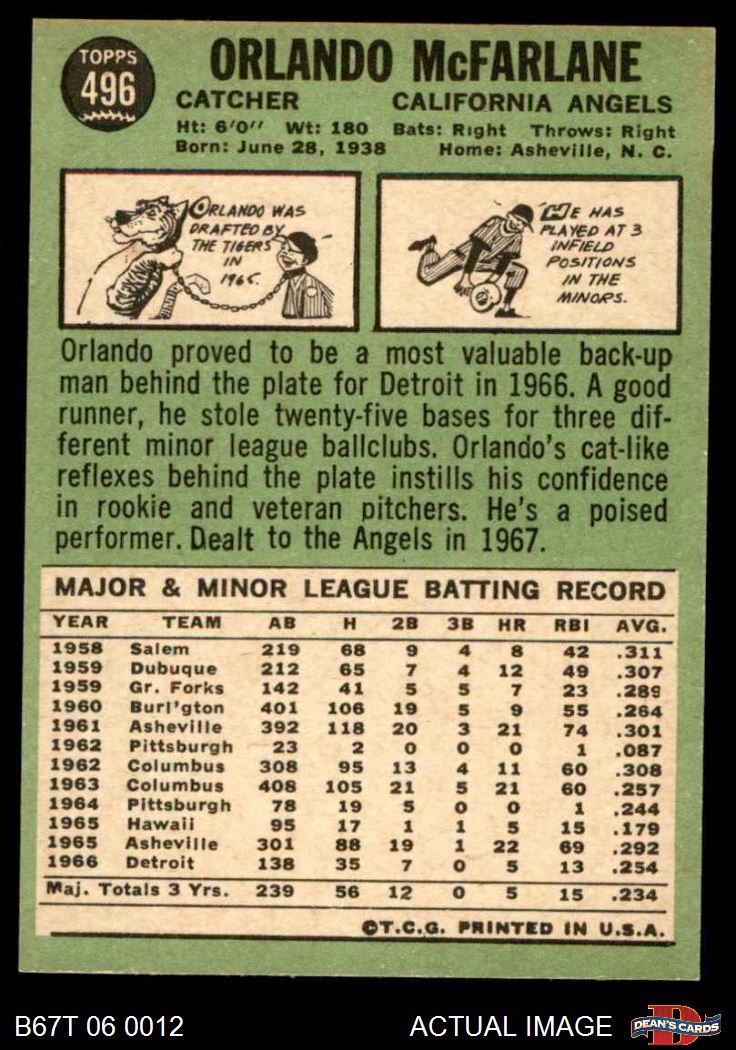 TOPPS
496
ORLANDO McFARLANE
CATCHER CALIFORNIA ANGELS
Ht: 6'0" Wt: 180 Bats: Right Throws: Right
Born: June 28, 1938 Home: Asheville, N. C.
ORLANDO WAS
DRAFTED BY
THE TIGERS
IN
1965.
HE HAS
PLAYED AT 3
INFIELD
POSITIONS
IN THE
MINORS.
Orlando proved to be a most valuable back-up
man behind the plate for Detroit in 1966. A good
runner, he stole twenty-five bases for three dif-
ferent minor league ballclubs. Orlando's cat-like
reflexes behind the plate instills his confidence
in rookie and veteran pitchers. He's a poised
performer. Dealt to the Angels in 1967.
MAJOR & MINOR LEAGUE BATTING RECORD
YEAR TEAM AB H 2B 3B HR RBI AVG.
1958 Salem 219 68 9 4 8 42 .311
1959 Dubuque 212 65 7 4 12 49 .307
1959 Gr. Forks 142 41 5 5 7 23 .289
1960 Burl'gton 401 106 19 5 9 55 .264
1961 Asheville 392 118 20 3 21 74 .301
1962 Pittsburgh 23 2 0 0 0 1 .087
1962 Columbus 308 95 13 4 11 60 .308
1963 Columbus 408 105 21 5 21 60 .257
1964 Pittsburgh 78 19 5 0 0 1 .244
1965 Hawaii 95 17 1 1 5 15 .179
1965 Asheville 301 88 19 1 22 69 .292
1966 Detroit 138 35 7 0 5 13 .254
Maj. Totals 3 Yrs. 239 56 12 0 5 15 .234
©T.C.G. PRINTED IN U.S.A.
B67T 06 0012 ACTUAL IMAGE
D
DEAN'S CARDS